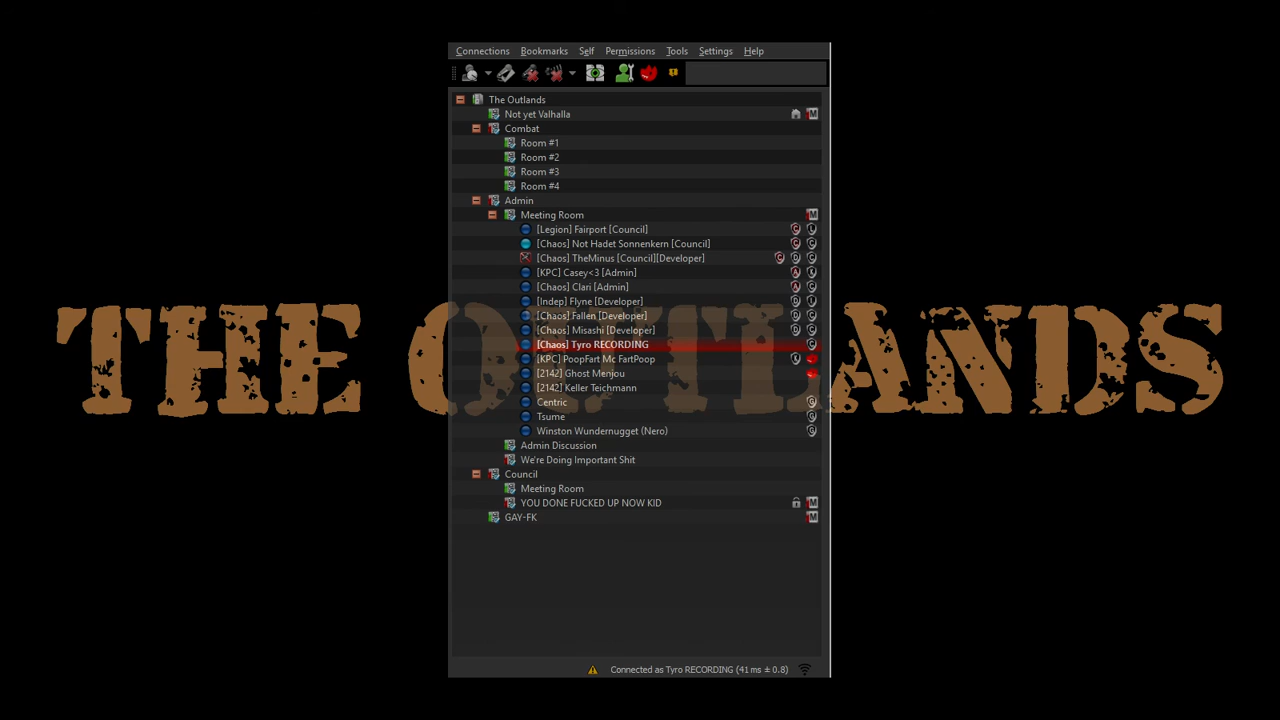 Connections Bookmarks Self Permissions Tools Settings Help
The Outlands
Not yet Valhalla
Combat
Room #1
Room #2
Room #3
Room #4
Admin
Meeting Room
[Legion] Fairport [Council]
[Chaos] Not Hadet Sonnenkern [Council]
[Chaos] TheMinus [Council][Developer]
[KPC] Casey<3 [Admin]
[Chaos] Clari [Admin]
[Indep] Flyne [Developer]
[Chaos] Fallen [Developer]
[Chaos] Misashi [Developer]
[Chaos] Tyro RECORDING
[KPC] PoopFart Mc FartPoop
[2142] Ghost Menjou
[2142] Keller Teichmann
Centric
Tsume
Winston Wundernugget (Nero)
Admin Discussion
We're Doing Important Shit
Council
Meeting Room
YOU DONE FUCKED UP NOW KID
GAY-FK
THE OUTLANDS
Connected as Tyro RECORDING (41 ms ± 0.8)